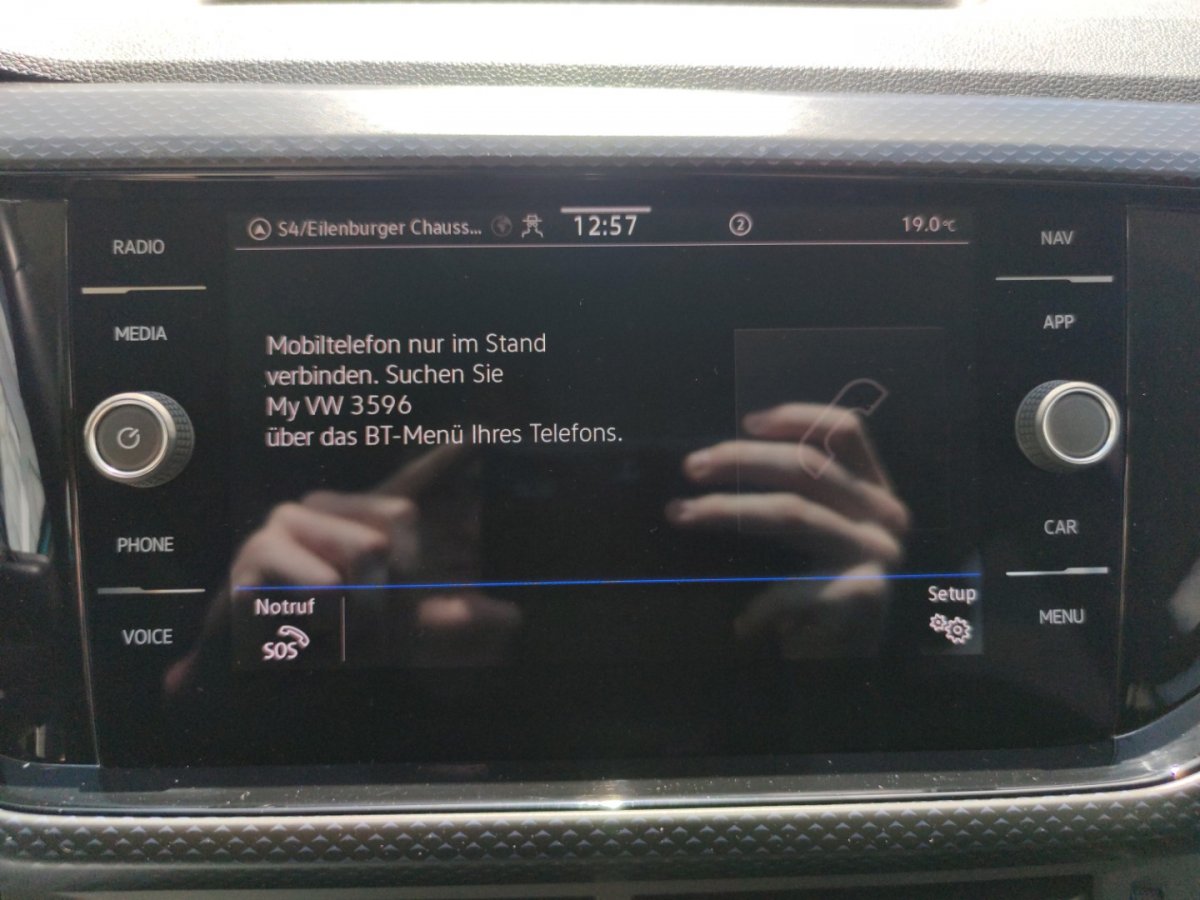 RADIO
MEDIA
PHONE
VOICE
S4/Eilenburger Chauss... 12:57 2 19.0°C
Mobiltelefon nur im Stand
verbinden. Suchen Sie
My VW 3596
über das BT-Menü Ihres Telefons.
Notruf
SOS
Setup
NAV
APP
CAR
MENU